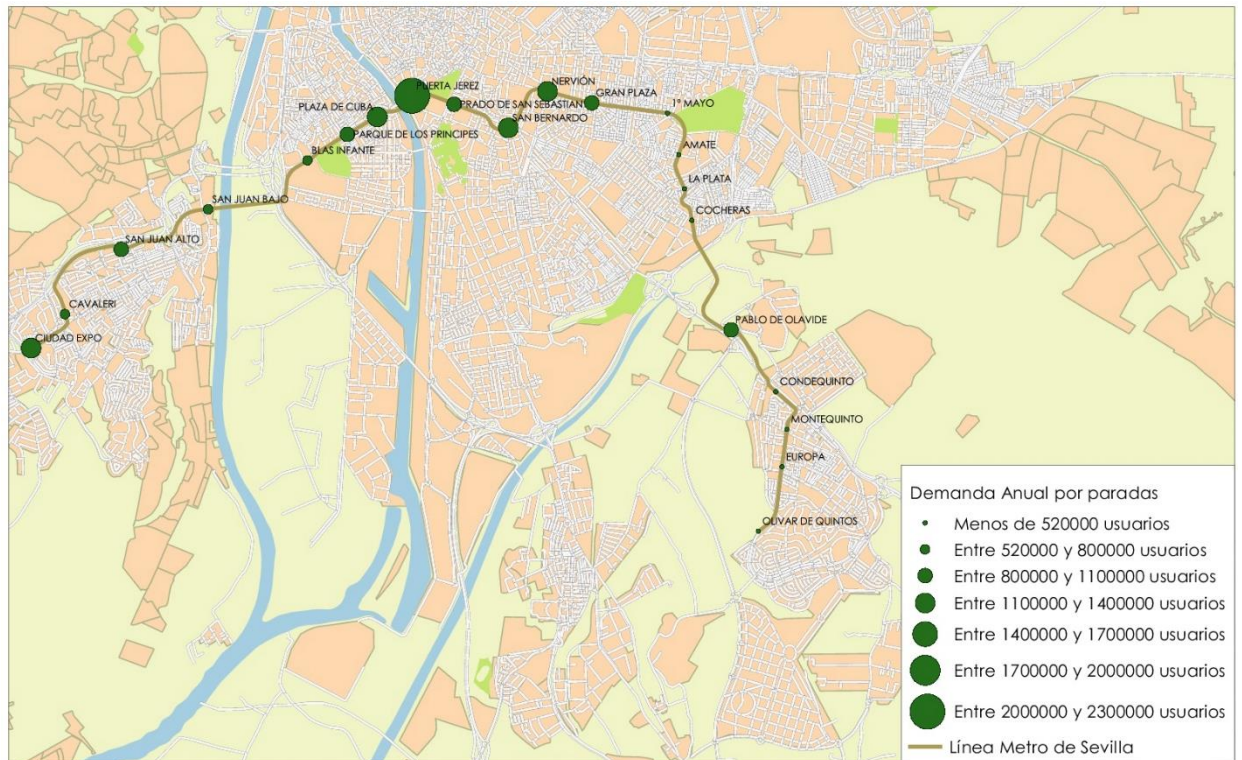 PUERTA JEREZ
NERVIÓN
GRAN PLAZA
PLAZA DE CUBA
PRADO DE SAN SEBASTIAN
1º MAYO
SAN BERNARDO
PARQUE DE LOS PRINCIPES
BLAS INFANTE
AMATE
LA PLATA
SAN JUAN BAJO
COCHERAS
SAN JUAN ALTO
CAVALERI
PABLO DE OLAVIDE
CIUDAD EXPO
CONDEQUINTO
MONTEQUINTO
EUROPA
OLIVAR DE QUINTOS
Demanda Anual por paradas
Menos de 520000 usuarios
Entre 520000 y 800000 usuarios
Entre 800000 y 1100000 usuarios
Entre 1100000 y 1400000 usuarios
Entre 1400000 y 1700000 usuarios
Entre 1700000 y 2000000 usuarios
Entre 2000000 y 2300000 usuarios
Línea Metro de Sevilla